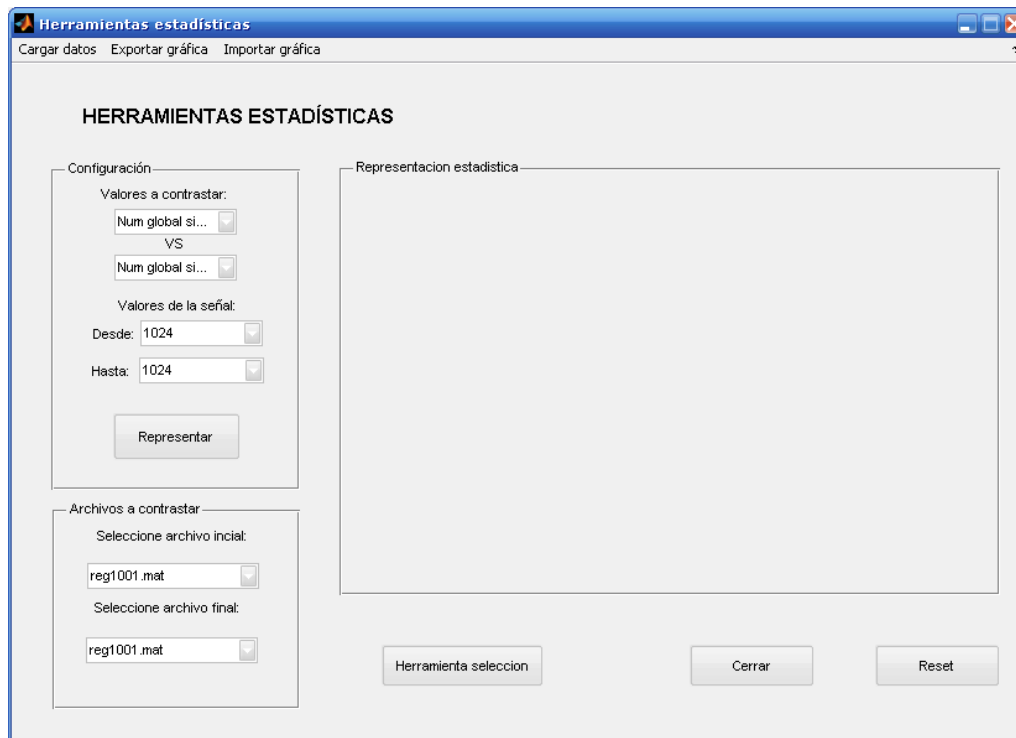 Herramientas estadísticas
Cargar datos Exportar gráfica Importar gráfica
HERRAMIENTAS ESTADÍSTICAS
Configuración
Valores a contrastar:
Num global si...
VS
Num global si...
Valores de la señal:
Desde: 1024
Hasta: 1024
Representar
Archivos a contrastar
Seleccione archivo incial:
reg1001.mat
Seleccione archivo final:
reg1001.mat
Representacion estadistica
Herramienta seleccion Cerrar Reset